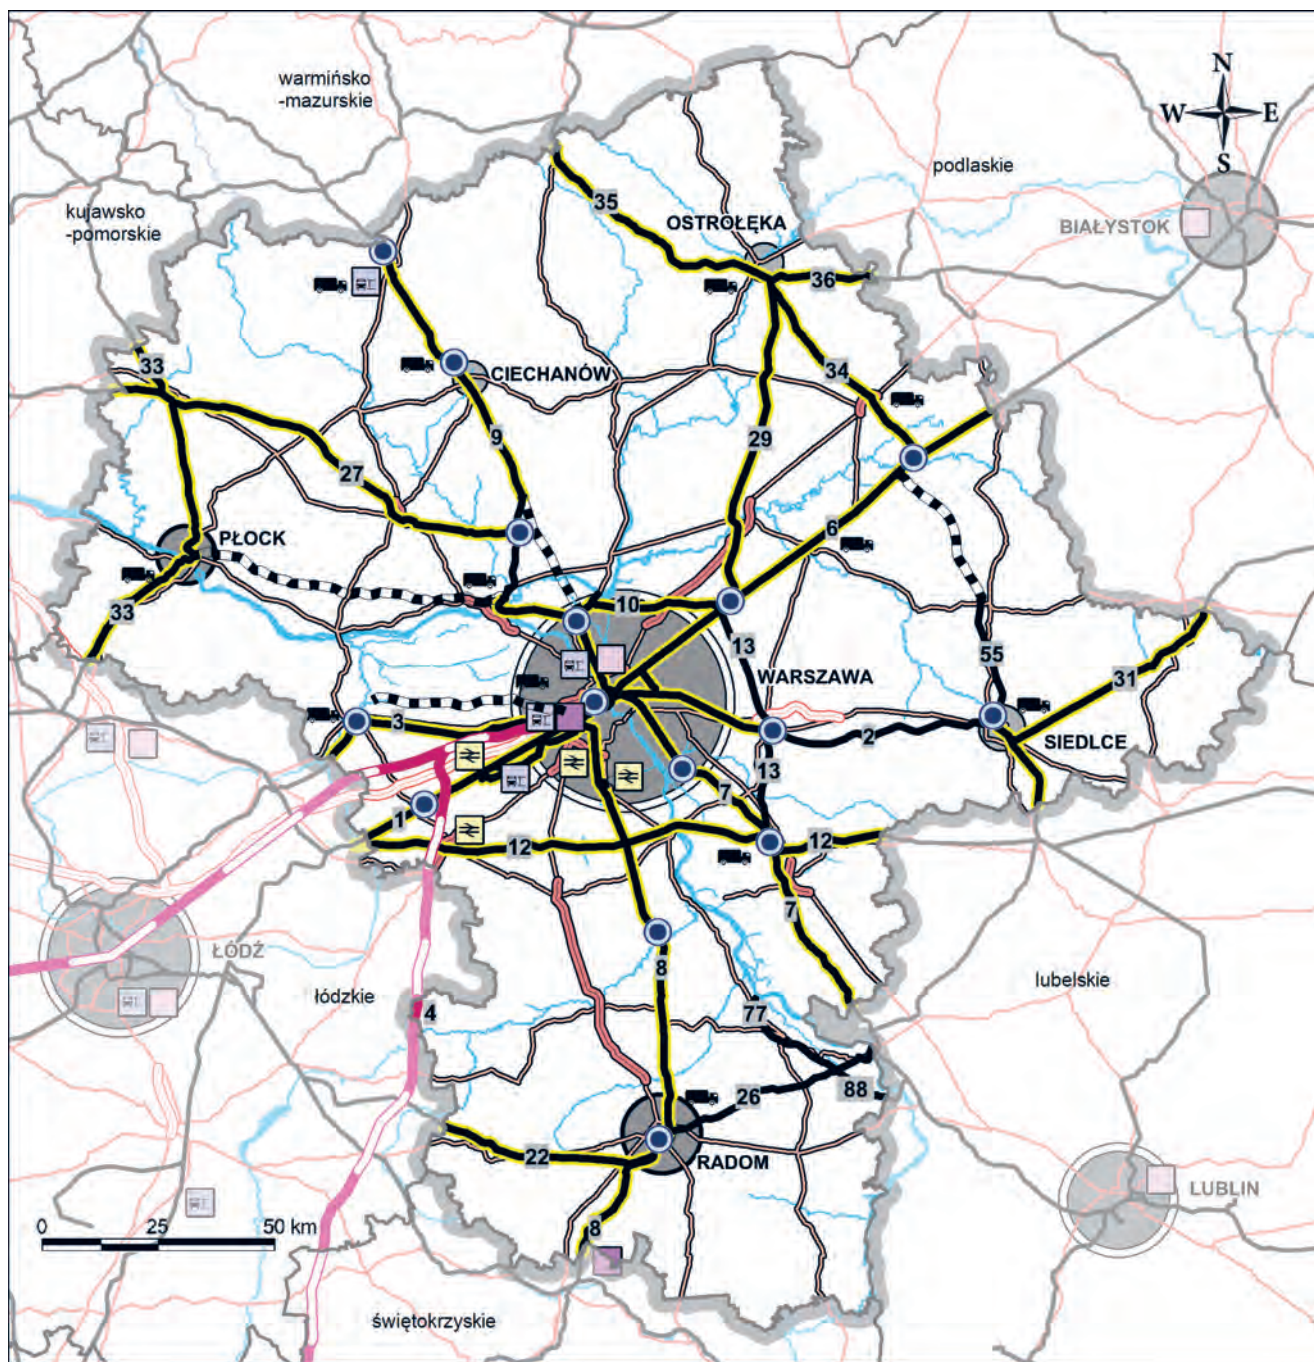 warmińsko
-mazurskie
N
W E
S
podlaskie
kujawsko
-pomorskie
35
OSTROŁĘKA
BIAŁYSTOK
36
33
CIECHANÓW
34
9
29
27
6
PŁOCK
33
10
13
WARSZAWA
55
31
3
2
SIEDLCE
13
7
1
12
12
7
ŁÓDŹ
8
łódzkie
lubelskie
4
77
26
88
22
RADOM
LUBLIN
0 25 50 km
8
świętokrzyskie